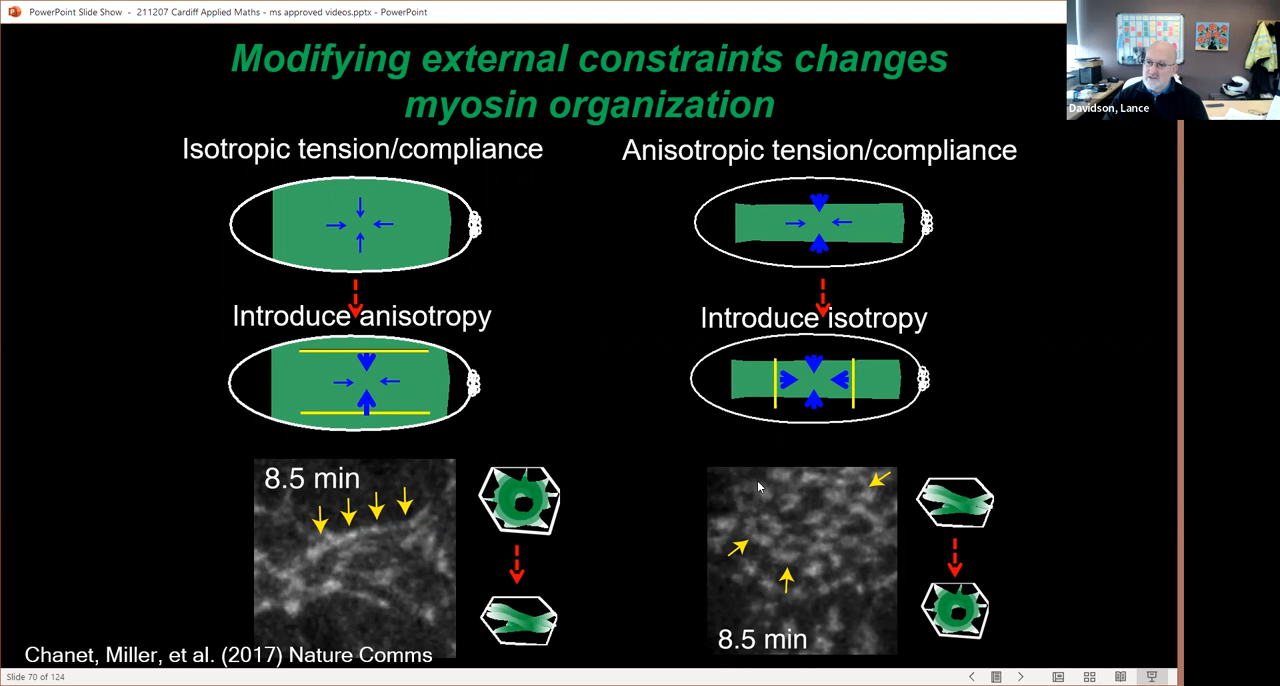 PowerPoint Slide Show - 211207 Cardiff Applied Maths - ms approved videos.pptx - PowerPoint
Davidson, Lance
Modifying external constraints changes
myosin organization
Isotropic tension/compliance
Anisotropic tension/compliance
Introduce anisotropy
Introduce isotropy
8.5 min
8.5 min
Chanet, Miller, et al. (2017) Nature Comms
Slide 70 of 124